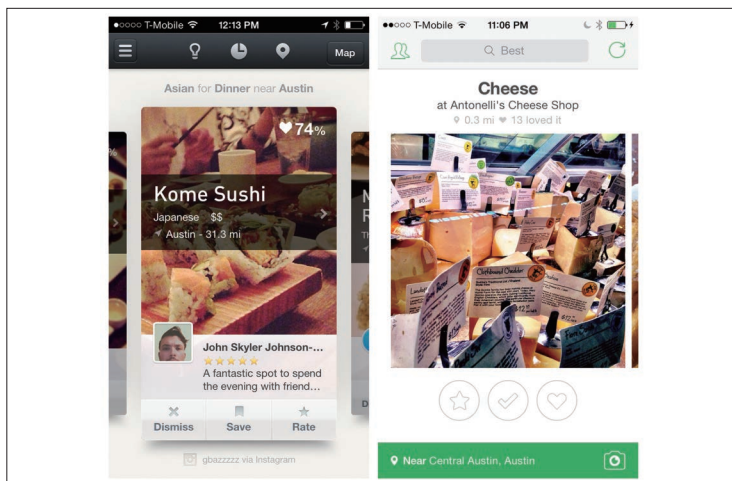 T-Mobile 12:13 PM
Map
Asian for Dinner near Austin
74%
Kome Sushi
Japanese $$
Austin - 31.3 mi
John Skyler Johnson-...
A fantastic spot to spend
the evening with friend...
Dismiss Save Rate
gbazzzzz via Instagram
T-Mobile 11:06 PM
Best
Cheese
at Antonelli's Cheese Shop
0.3 mi 13 loved it
Clothbound Cheddar
Near Central Austin, Austin